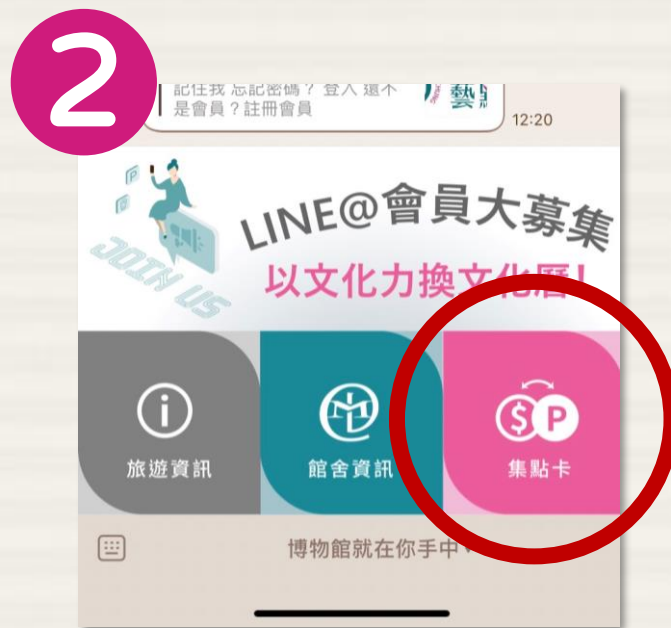 2
記住我 忘記密碼？ 登入 還不
是會員？註冊會員
藝
12:20
P
JOIN US
LINE@會員大募集
以文化力換文化曆！
i
$ P
旅遊資訊
館舍資訊
集點卡
博物館就在你手中